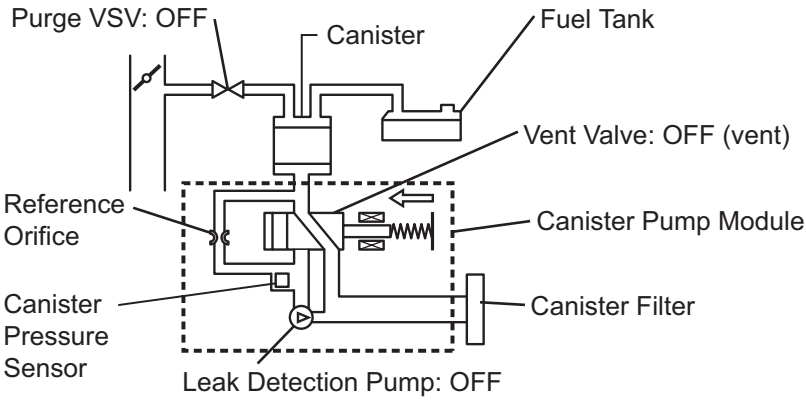 Purge VSV: OFF
Canister
Fuel Tank
Vent Valve: OFF (vent)
Reference
Orifice
Canister Pump Module
Canister
Pressure
Sensor
Canister Filter
Leak Detection Pump: OFF